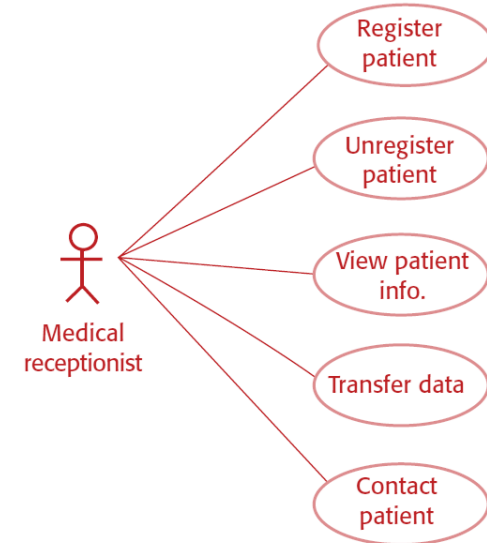 Register
patient
Unregister
patient
View patient
info.
Medical
receptionist
Transfer data
Contact
patient